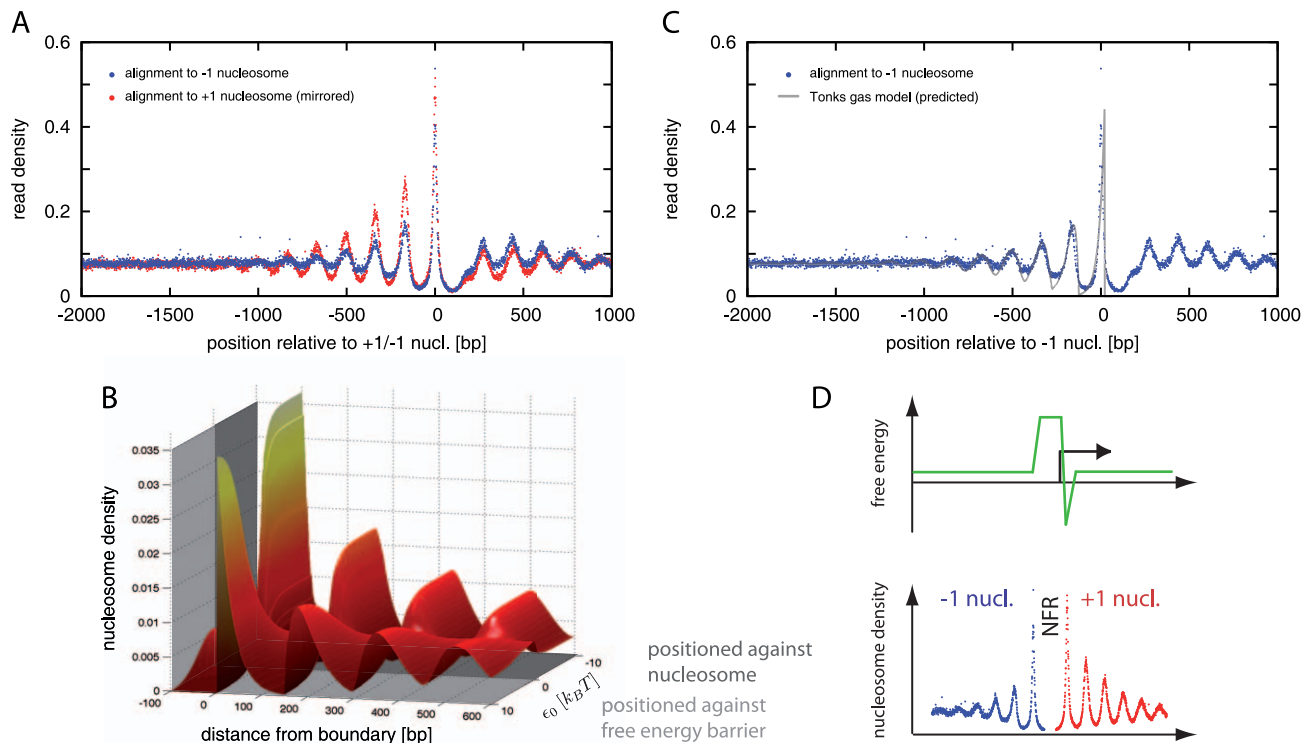 A
0.6
0.4
0.2
0
read density
alignment to -1 nucleosome
alignment to +1 nucleosome (mirrored)
-2000 -1500 -1000 -500 0 500 1000
position relative to +1/-1 nucl. [bp]
C
0.6
0.4
0.2
0
read density
alignment to -1 nucleosome
Tonks gas model (predicted)
-2000 -1500 -1000 -500 0 500 1000
position relative to -1 nucl. [bp]
B
0.035
0.03
0.025
0.02
0.015
0.01
0.005
0
nucleosome density
-100 0 100 200 300 400 500 600
distance from boundary [bp]
10 0 -10
ϵ0 [kBT]
positioned against
nucleosome
positioned against
free energy barrier
D
free energy
nucleosome density
-1 nucl.
NFR
+1 nucl.